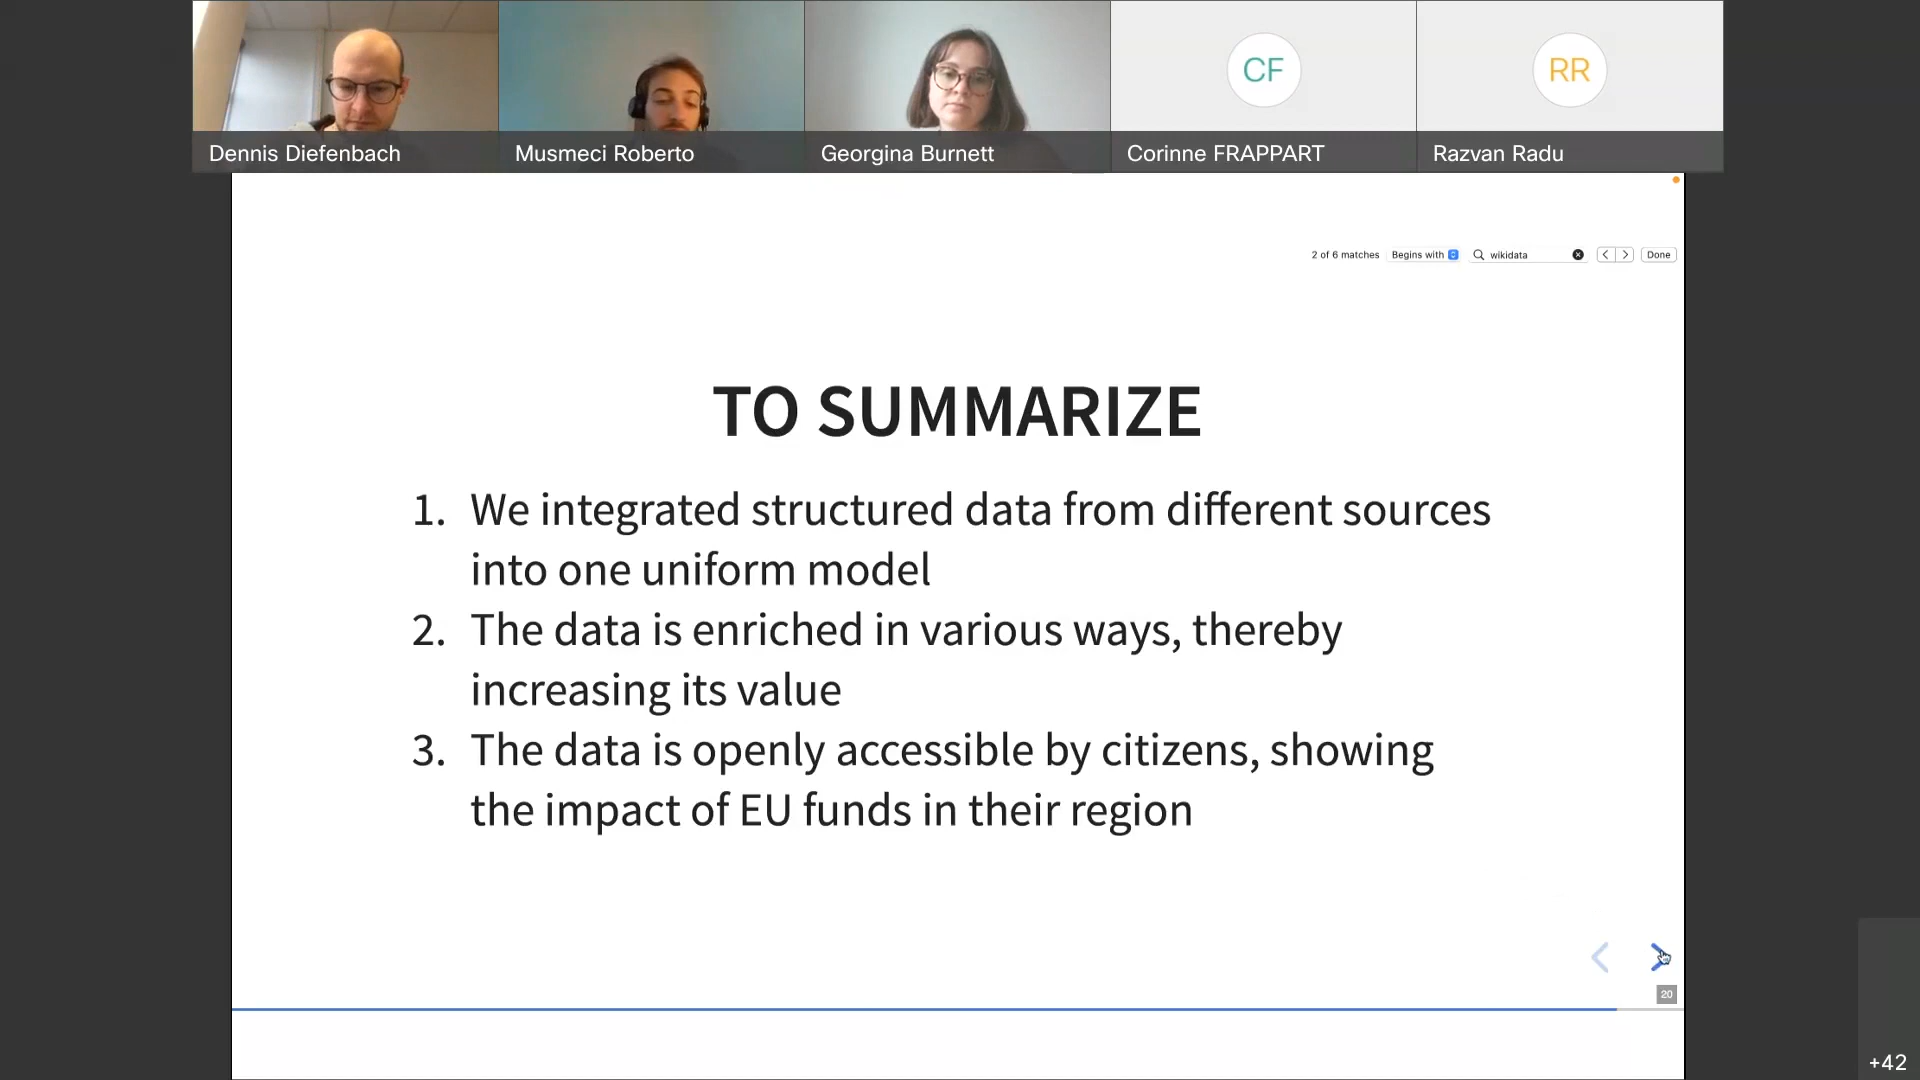 CF
RR
Dennis Diefenbach
Musmeci Roberto
Georgina Burnett
Corinne FRAPPART
Razvan Radu
2 of 6 matches
Begins with
wikidata
Done
TO SUMMARIZE
1. We integrated structured data from different sources
into one uniform model
2. The data is enriched in various ways, thereby
increasing its value
3. The data is openly accessible by citizens, showing
the impact of EU funds in their region
20
+42